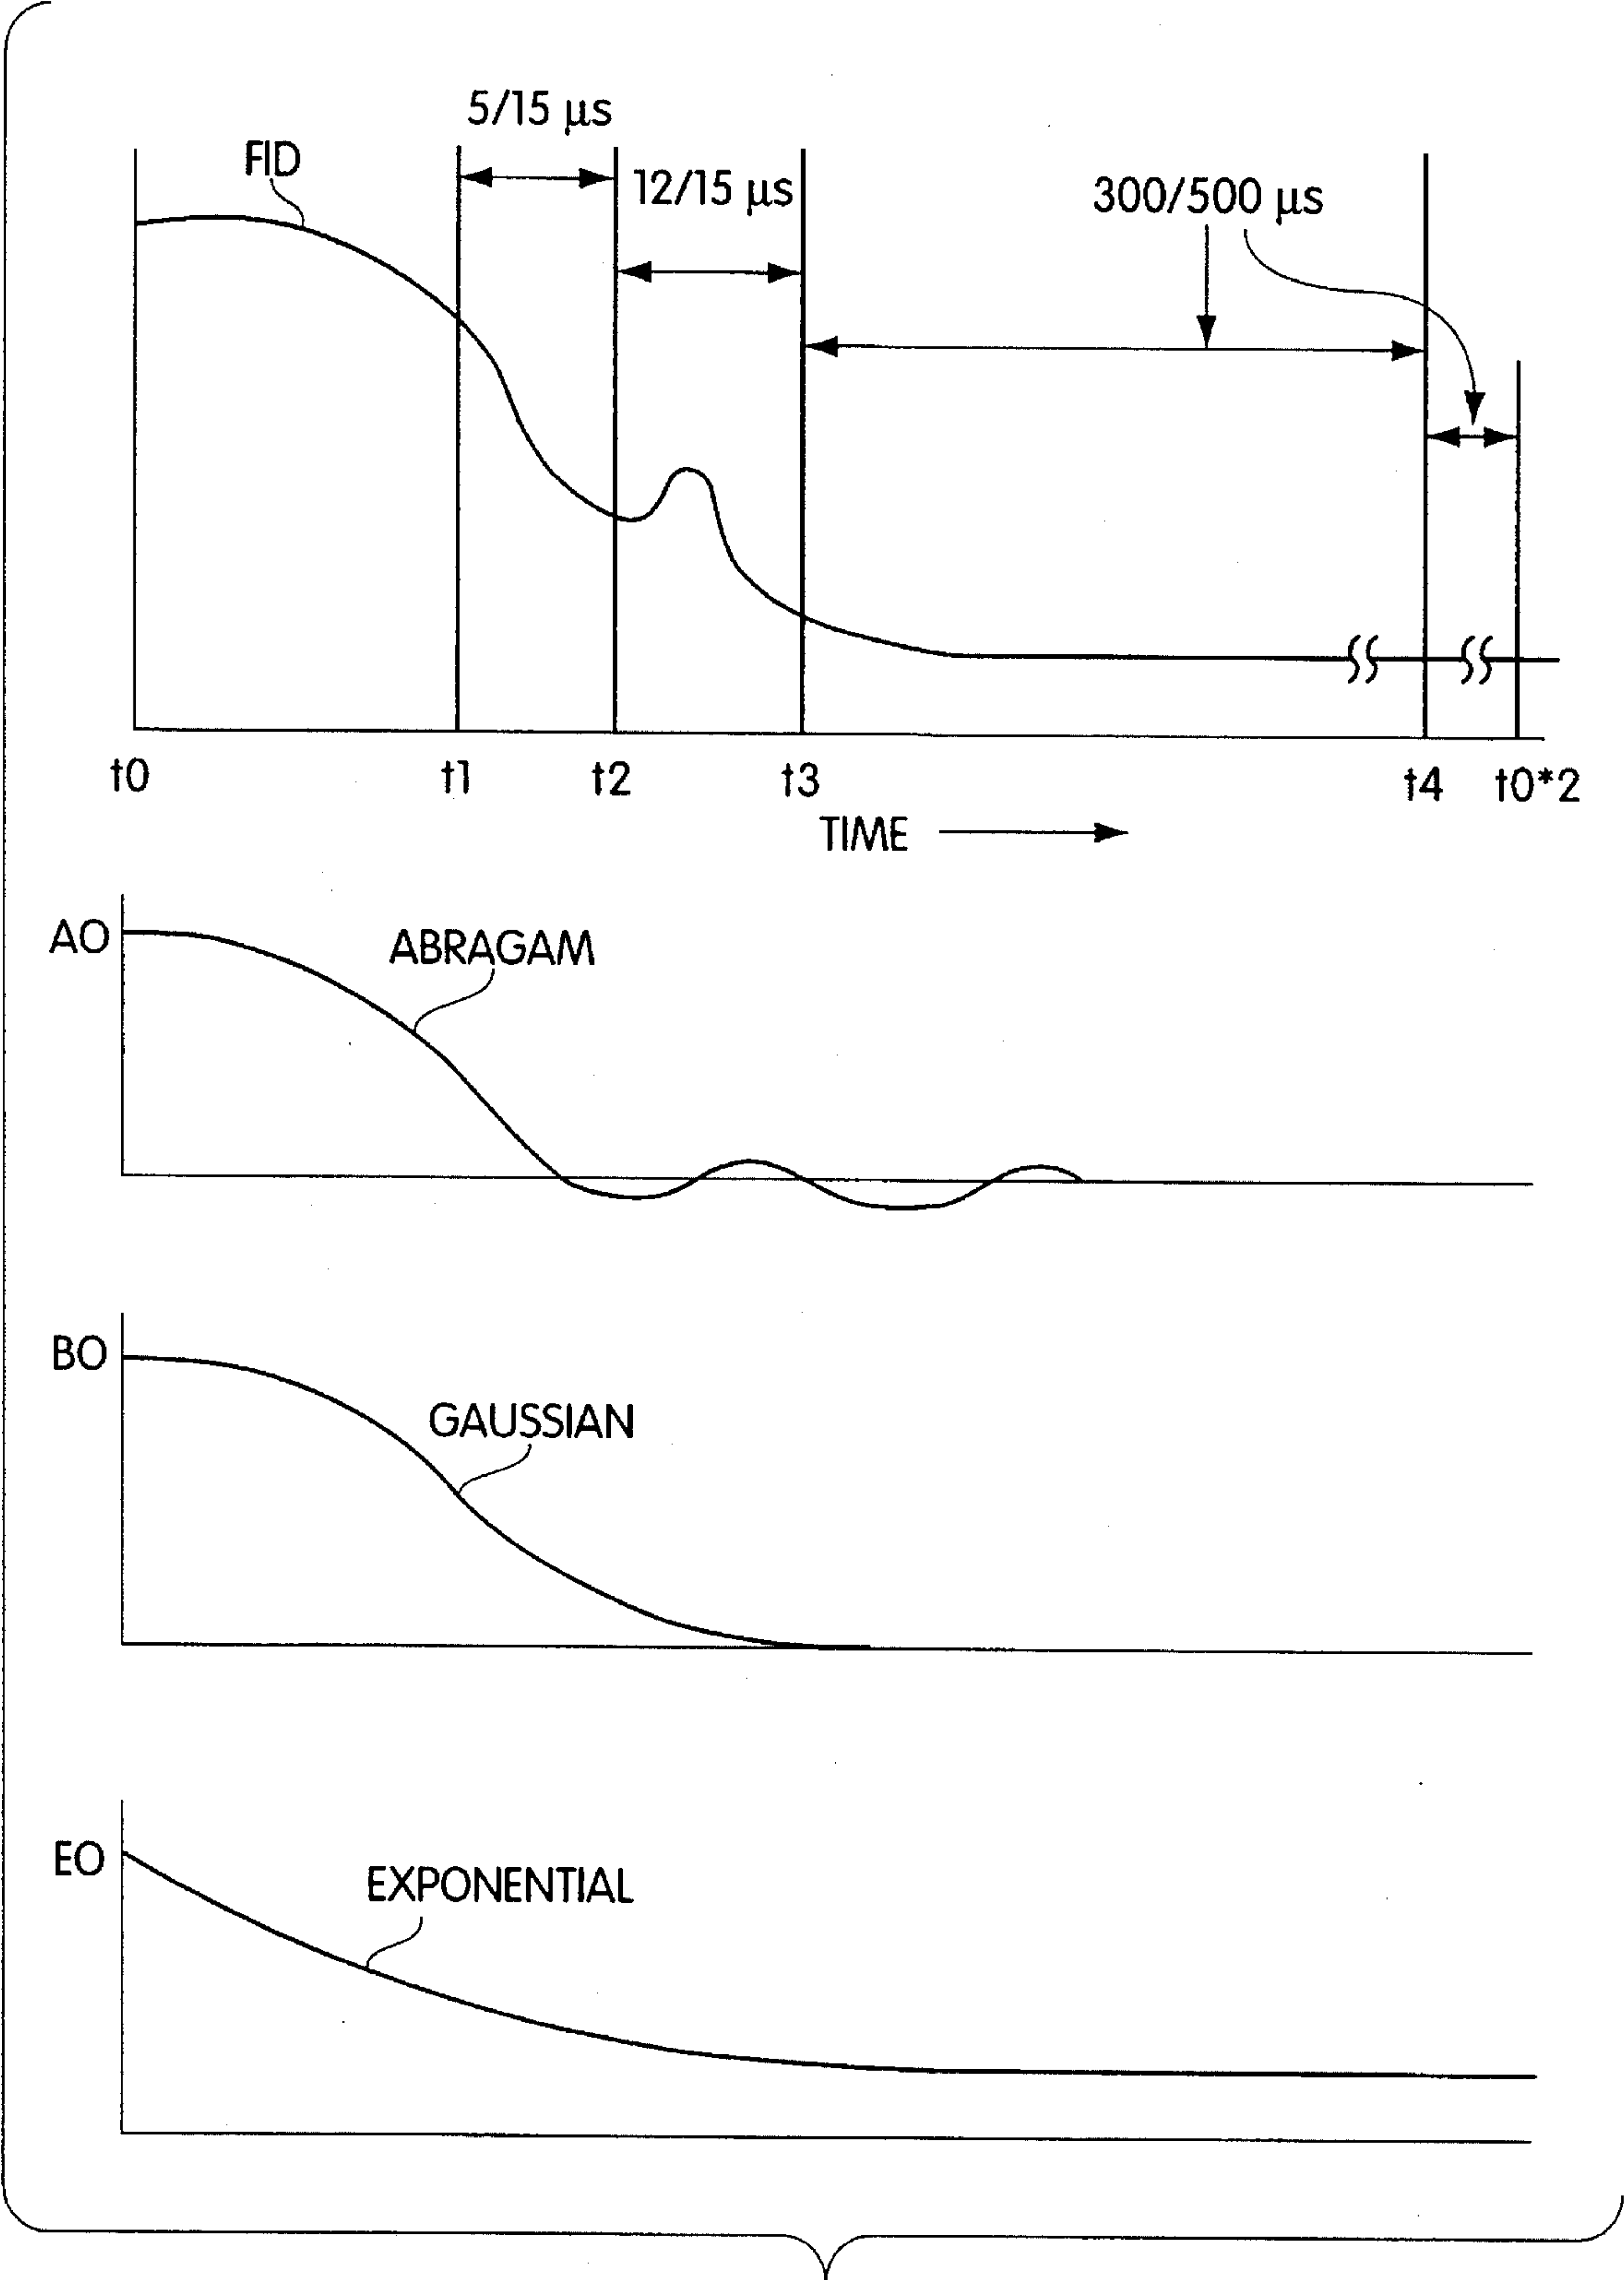 5/15 µs
FID
12/15 µs
300/500 µs
t0 t1 t2 t3 t4 t0*2
TIME
AO
ABRAGAM
BO
GAUSSIAN
EO
EXPONENTIAL